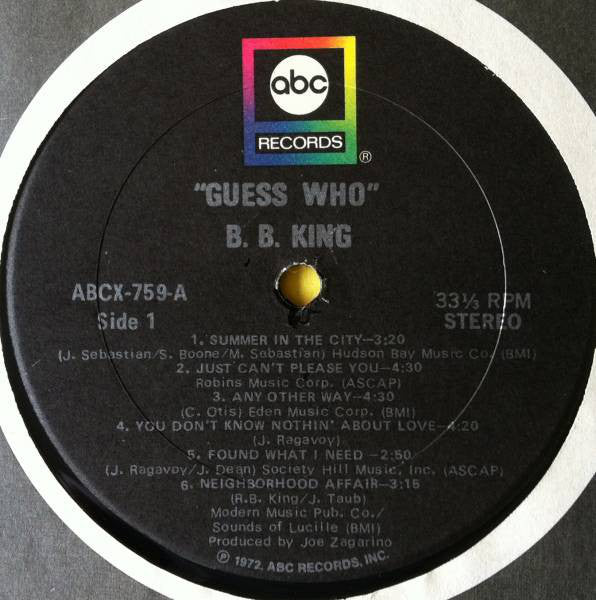 abc
RECORDS
®
"GUESS WHO"
B. B. KING
ABCX-759-A
Side 1
33⅓ RPM
STEREO
1. SUMMER IN THE CITY—3:20
(J. Sebastian/S. Boone/M. Sebastian) Hudson Bay Music Co. (BMI)
2. JUST CAN'T PLEASE YOU—4:30
Robins Music Corp. (ASCAP)
3. ANY OTHER WAY—4:30
(C. Otis) Eden Music Corp. (BMI)
4. YOU DON'T KNOW NOTHIN' ABOUT LOVE—4:20
(J. Ragavoy)
5. FOUND WHAT I NEED—2:50
(J. Ragavoy/J. Dean) Society Hill Music, Inc. (ASCAP)
6. NEIGHBORHOOD AFFAIR—3:15
(R.B. King/J. Taub)
Modern Music Pub. Co./
Sounds of Lucille (BMI)
Produced by Joe Zagarino
℗ 1972, ABC RECORDS, INC.